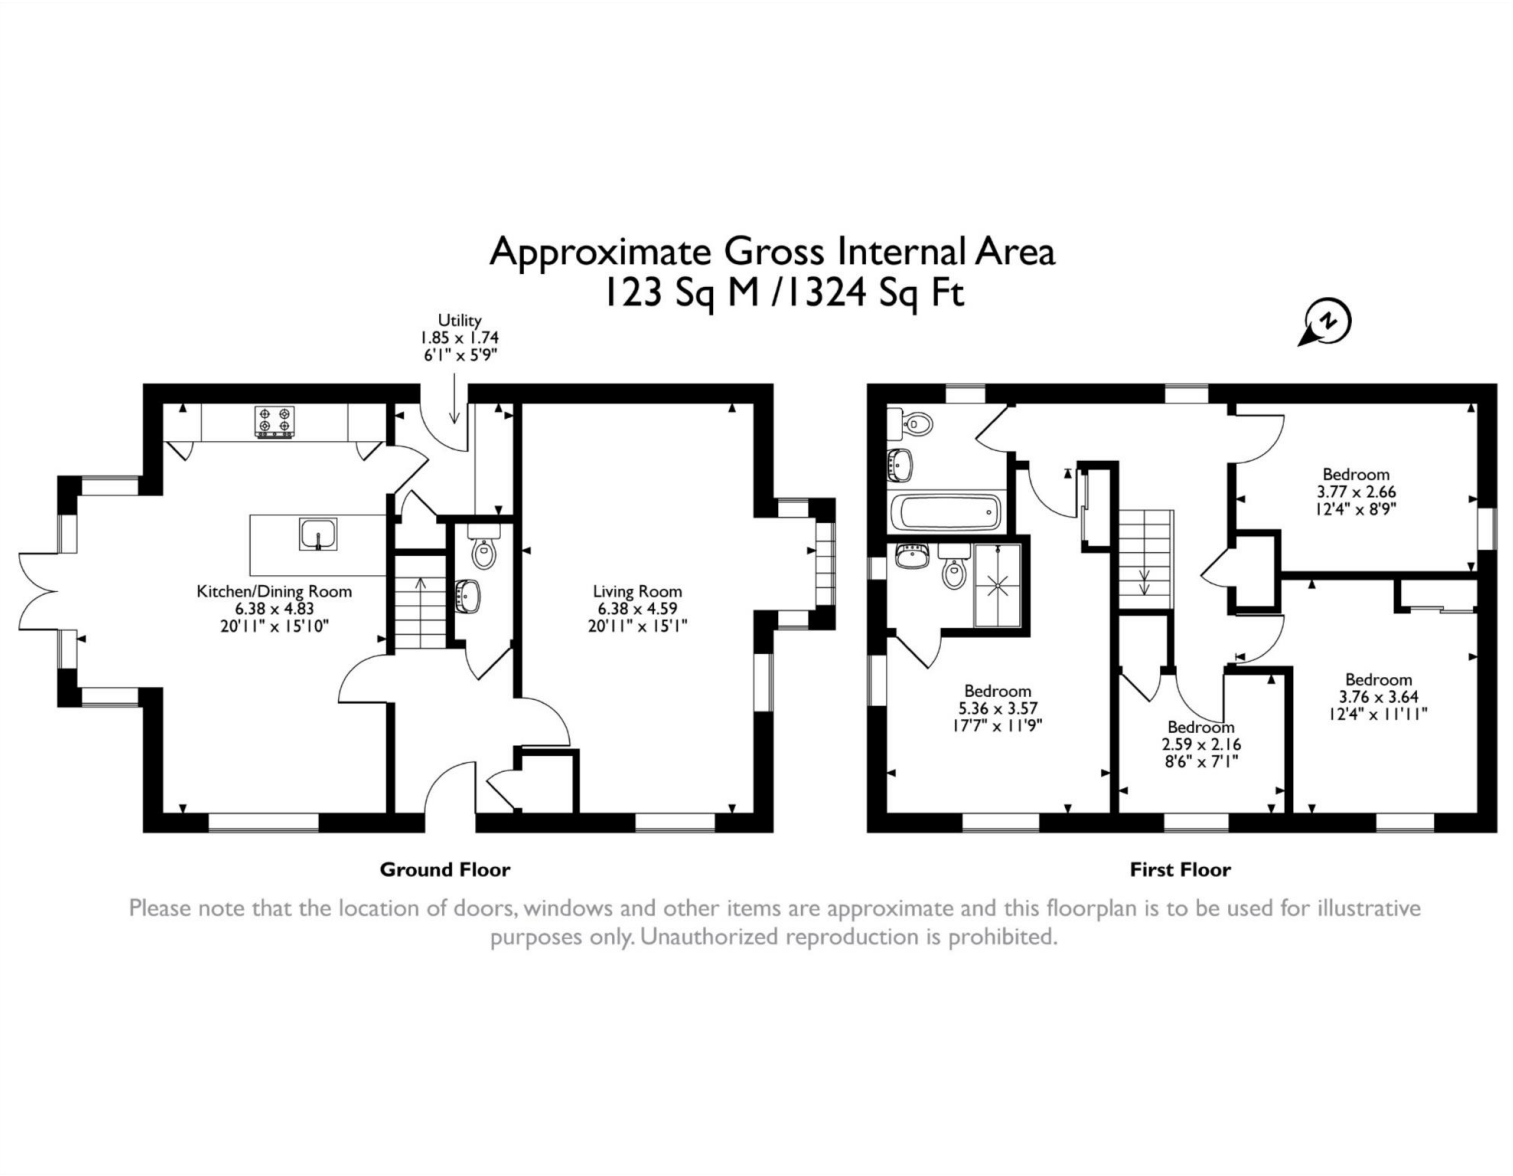 Approximate Gross Internal Area
123 Sq M /1324 Sq Ft
N
Utility
1.85 x 1.74
6'1" x 5'9"
Kitchen/Dining Room
6.38 x 4.83
20'11" x 15'10"
Living Room
6.38 x 4.59
20'11" x 15'1"
Bedroom
3.77 x 2.66
12'4" x 8'9"
Bedroom
5.36 x 3.57
17'7" x 11'9"
Bedroom
2.59 x 2.16
8'6" x 7'1"
Bedroom
3.76 x 3.64
12'4" x 11'11"
Ground Floor
First Floor
Please note that the location of doors, windows and other items are approximate and this floorplan is to be used for illustrative
purposes only. Unauthorized reproduction is prohibited.